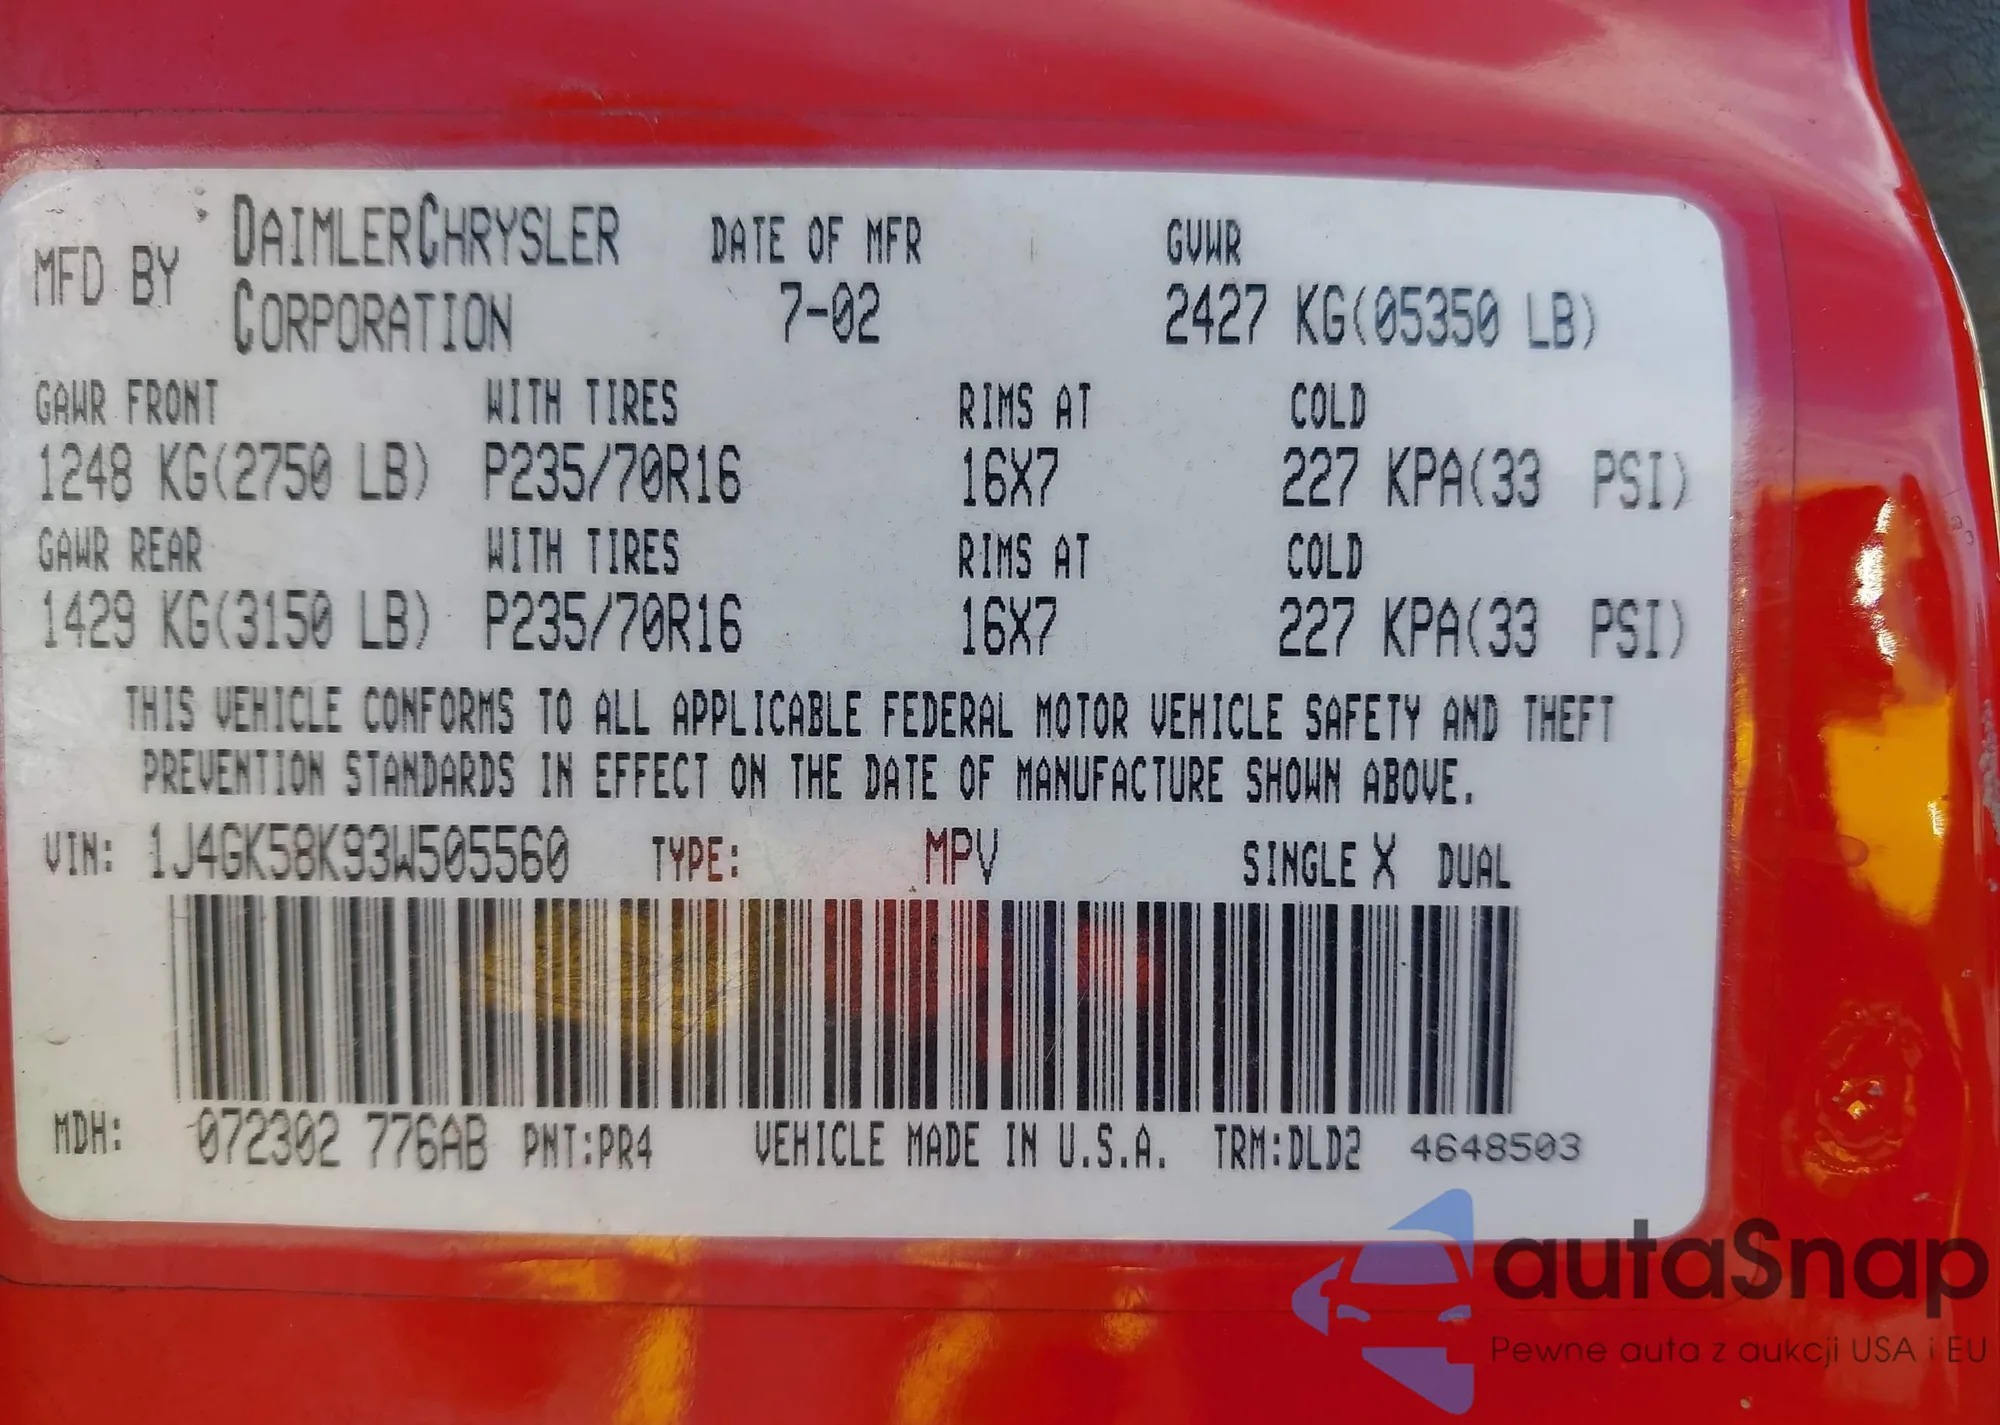 MFD BY DAIMLERCHRYSLER CORPORATION
DATE OF MFR 7-02
GVWR 2427 KG(05350 LB)
GAWR FRONT WITH TIRES RIMS AT COLD
1248 KG(2750 LB) P235/70R16 16X7 227 KPA(33 PSI)
GAWR REAR WITH TIRES RIMS AT COLD
1429 KG(3150 LB) P235/70R16 16X7 227 KPA(33 PSI)
THIS VEHICLE CONFORMS TO ALL APPLICABLE FEDERAL MOTOR VEHICLE SAFETY AND THEFT
PREVENTION STANDARDS IN EFFECT ON THE DATE OF MANUFACTURE SHOWN ABOVE.
VIN: 1J4GK58K93W505560 TYPE: MPV SINGLE X DUAL
MDH: 072302 776AB PNT:PR4 VEHICLE MADE IN U.S.A. TRM:DLD2 4648503
autaSnap
Pewne auta z aukcji USA i EU